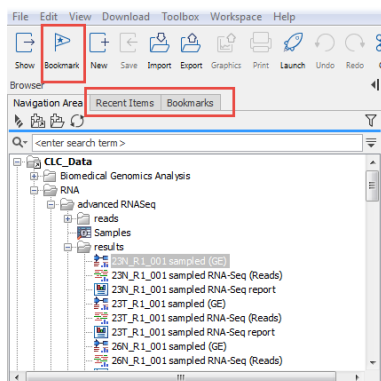 File Edit View Download Toolbox Workspace Help
Show Bookmark New Save Import Export Graphics Print Launch Undo Redo
Browser
Navigation Area Recent Items Bookmarks
<enter search term>
CLC_Data
Biomedical Genomics Analysis
RNA
advanced RNASeq
reads
Samples
results
23N_R1_001 sampled (GE)
23N_R1_001 sampled RNA-Seq (Reads)
23N_R1_001 sampled RNA-Seq report
23T_R1_001 sampled (GE)
23T_R1_001 sampled RNA-Seq (Reads)
23T_R1_001 sampled RNA-Seq report
26N_R1_001 sampled (GE)
26N_R1_001 sampled RNA-Seq (Reads)